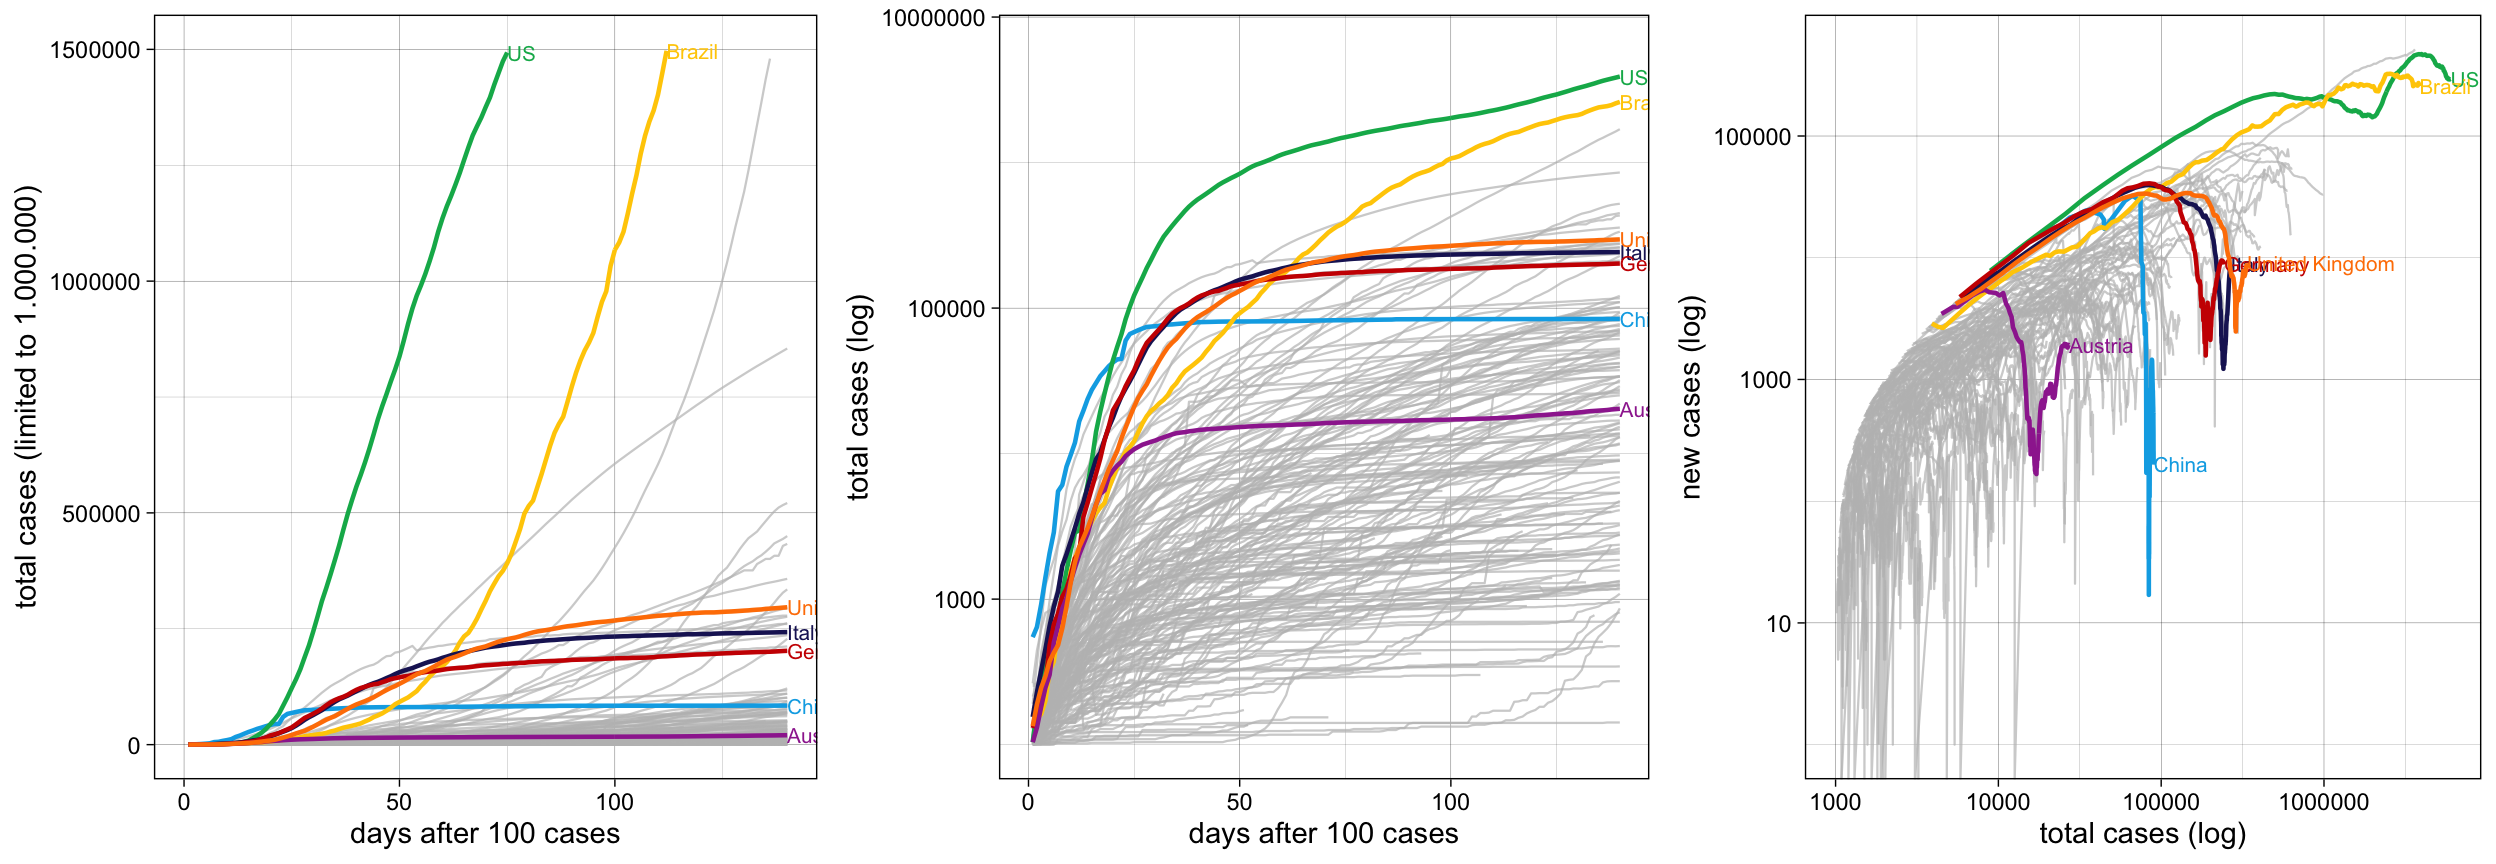 total cases (limited to 1.000.000)
1500000
1000000
500000
0
US
Brazil
Uni
Ital
Ge
Chi
Aus
0
50
100
days after 100 cases
total cases (log)
10000000
100000
1000
US
Bra
Uni
Ital
Ge
Chi
Aus
0
50
100
days after 100 cases
new cases (log)
100000
1000
10
US
Brazil
United Kingdom
Austria
China
1000
10000
100000
1000000
total cases (log)